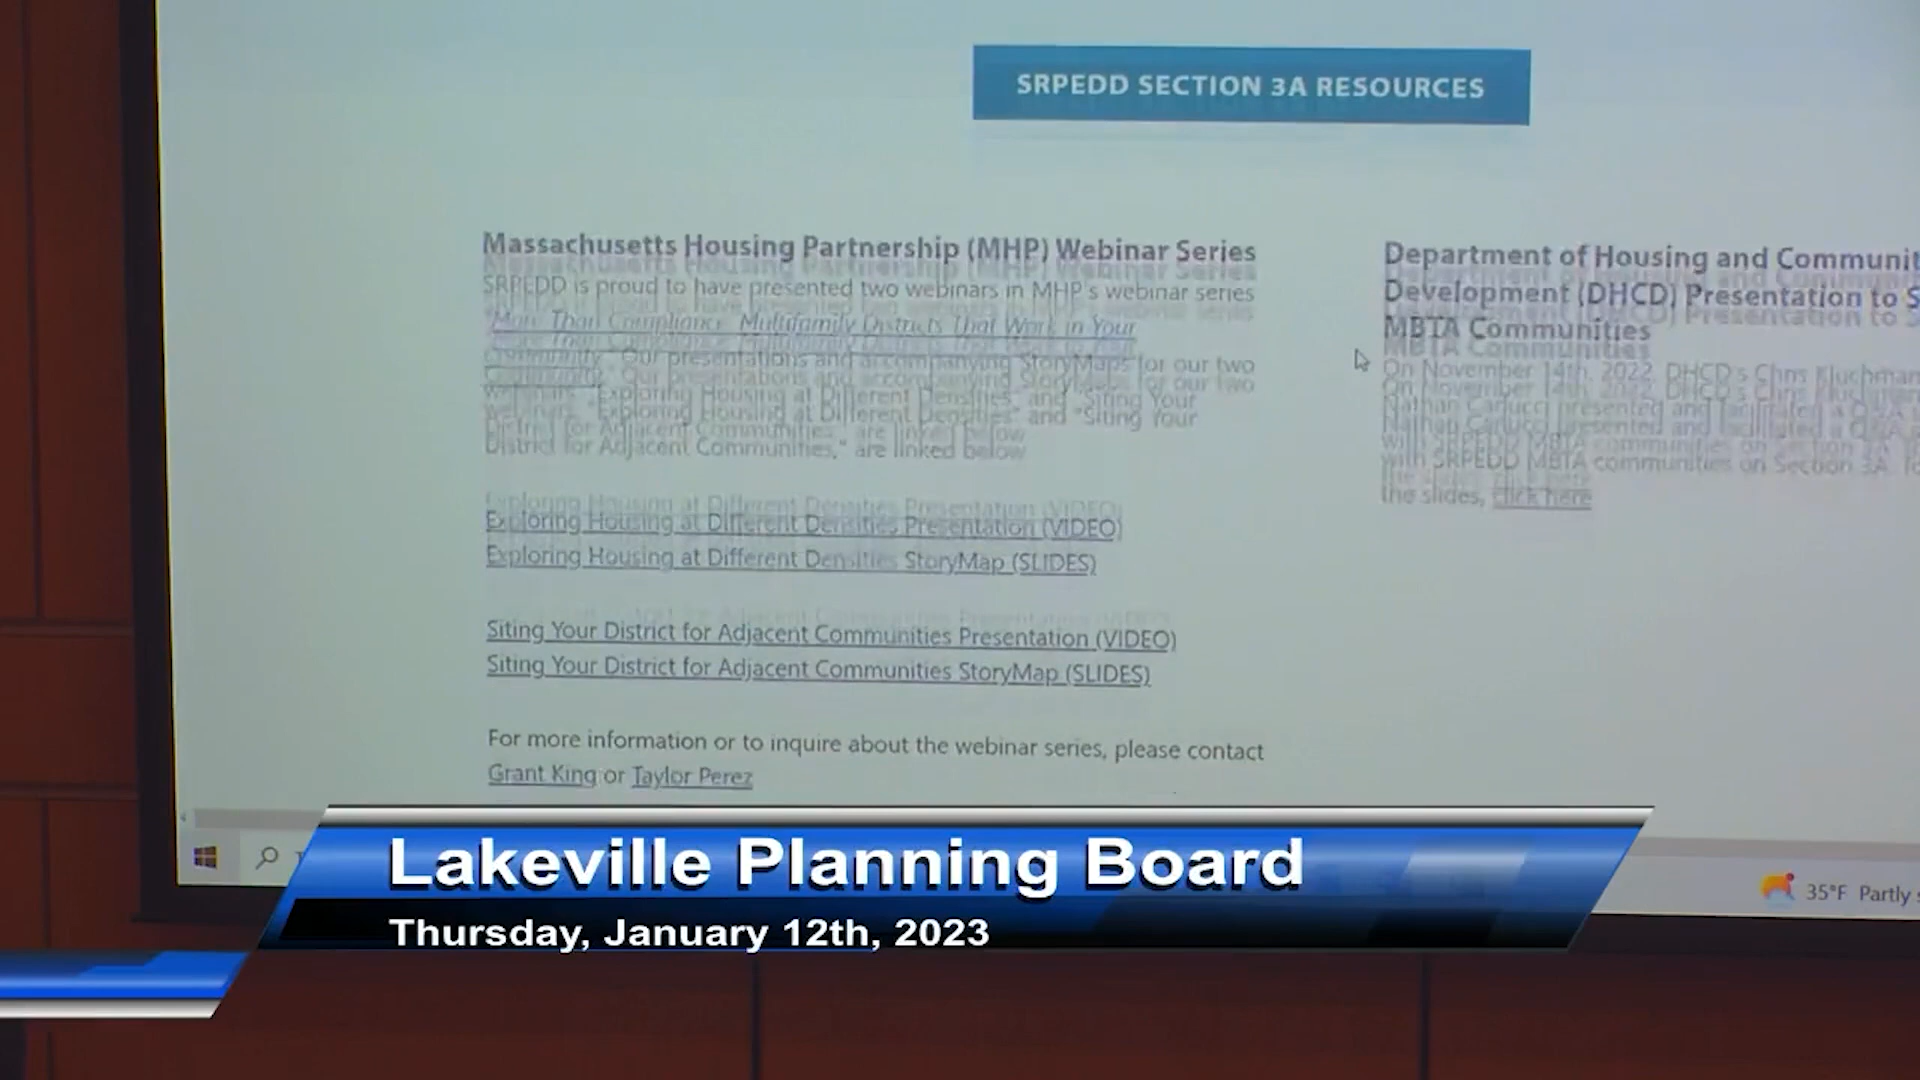 SRPEDD SECTION 3A RESOURCES
Massachusetts Housing Partnership (MHP) Webinar Series
SRPEDD is proud to have presented two webinars in MHP's webinar series
"More Than Compliance: Multifamily Districts That Work in Your
Community." Our presentations and accompanying StoryMaps for our two
webinars, "Exploring Housing at Different Densities" and "Siting Your
District for Adjacent Communities," are linked below
Exploring Housing at Different Densities Presentation (VIDEO)
Exploring Housing at Different Densities StoryMap (SLIDES)
Siting Your District for Adjacent Communities Presentation (VIDEO)
Siting Your District for Adjacent Communities StoryMap (SLIDES)
For more information or to inquire about the webinar series, please contact
Grant King or Taylor Perez
Department of Housing and Communit
Development (DHCD) Presentation to S
MBTA Communities
On November 14th, 2022, DHCD's Chris Kluchman
Nathan Carlucci presented and facilitated a Q&A
with SRPEDD MBTA communities on Section 3A.
the slides, click here
35°F Partly s
Lakeville Planning Board
Thursday, January 12th, 2023